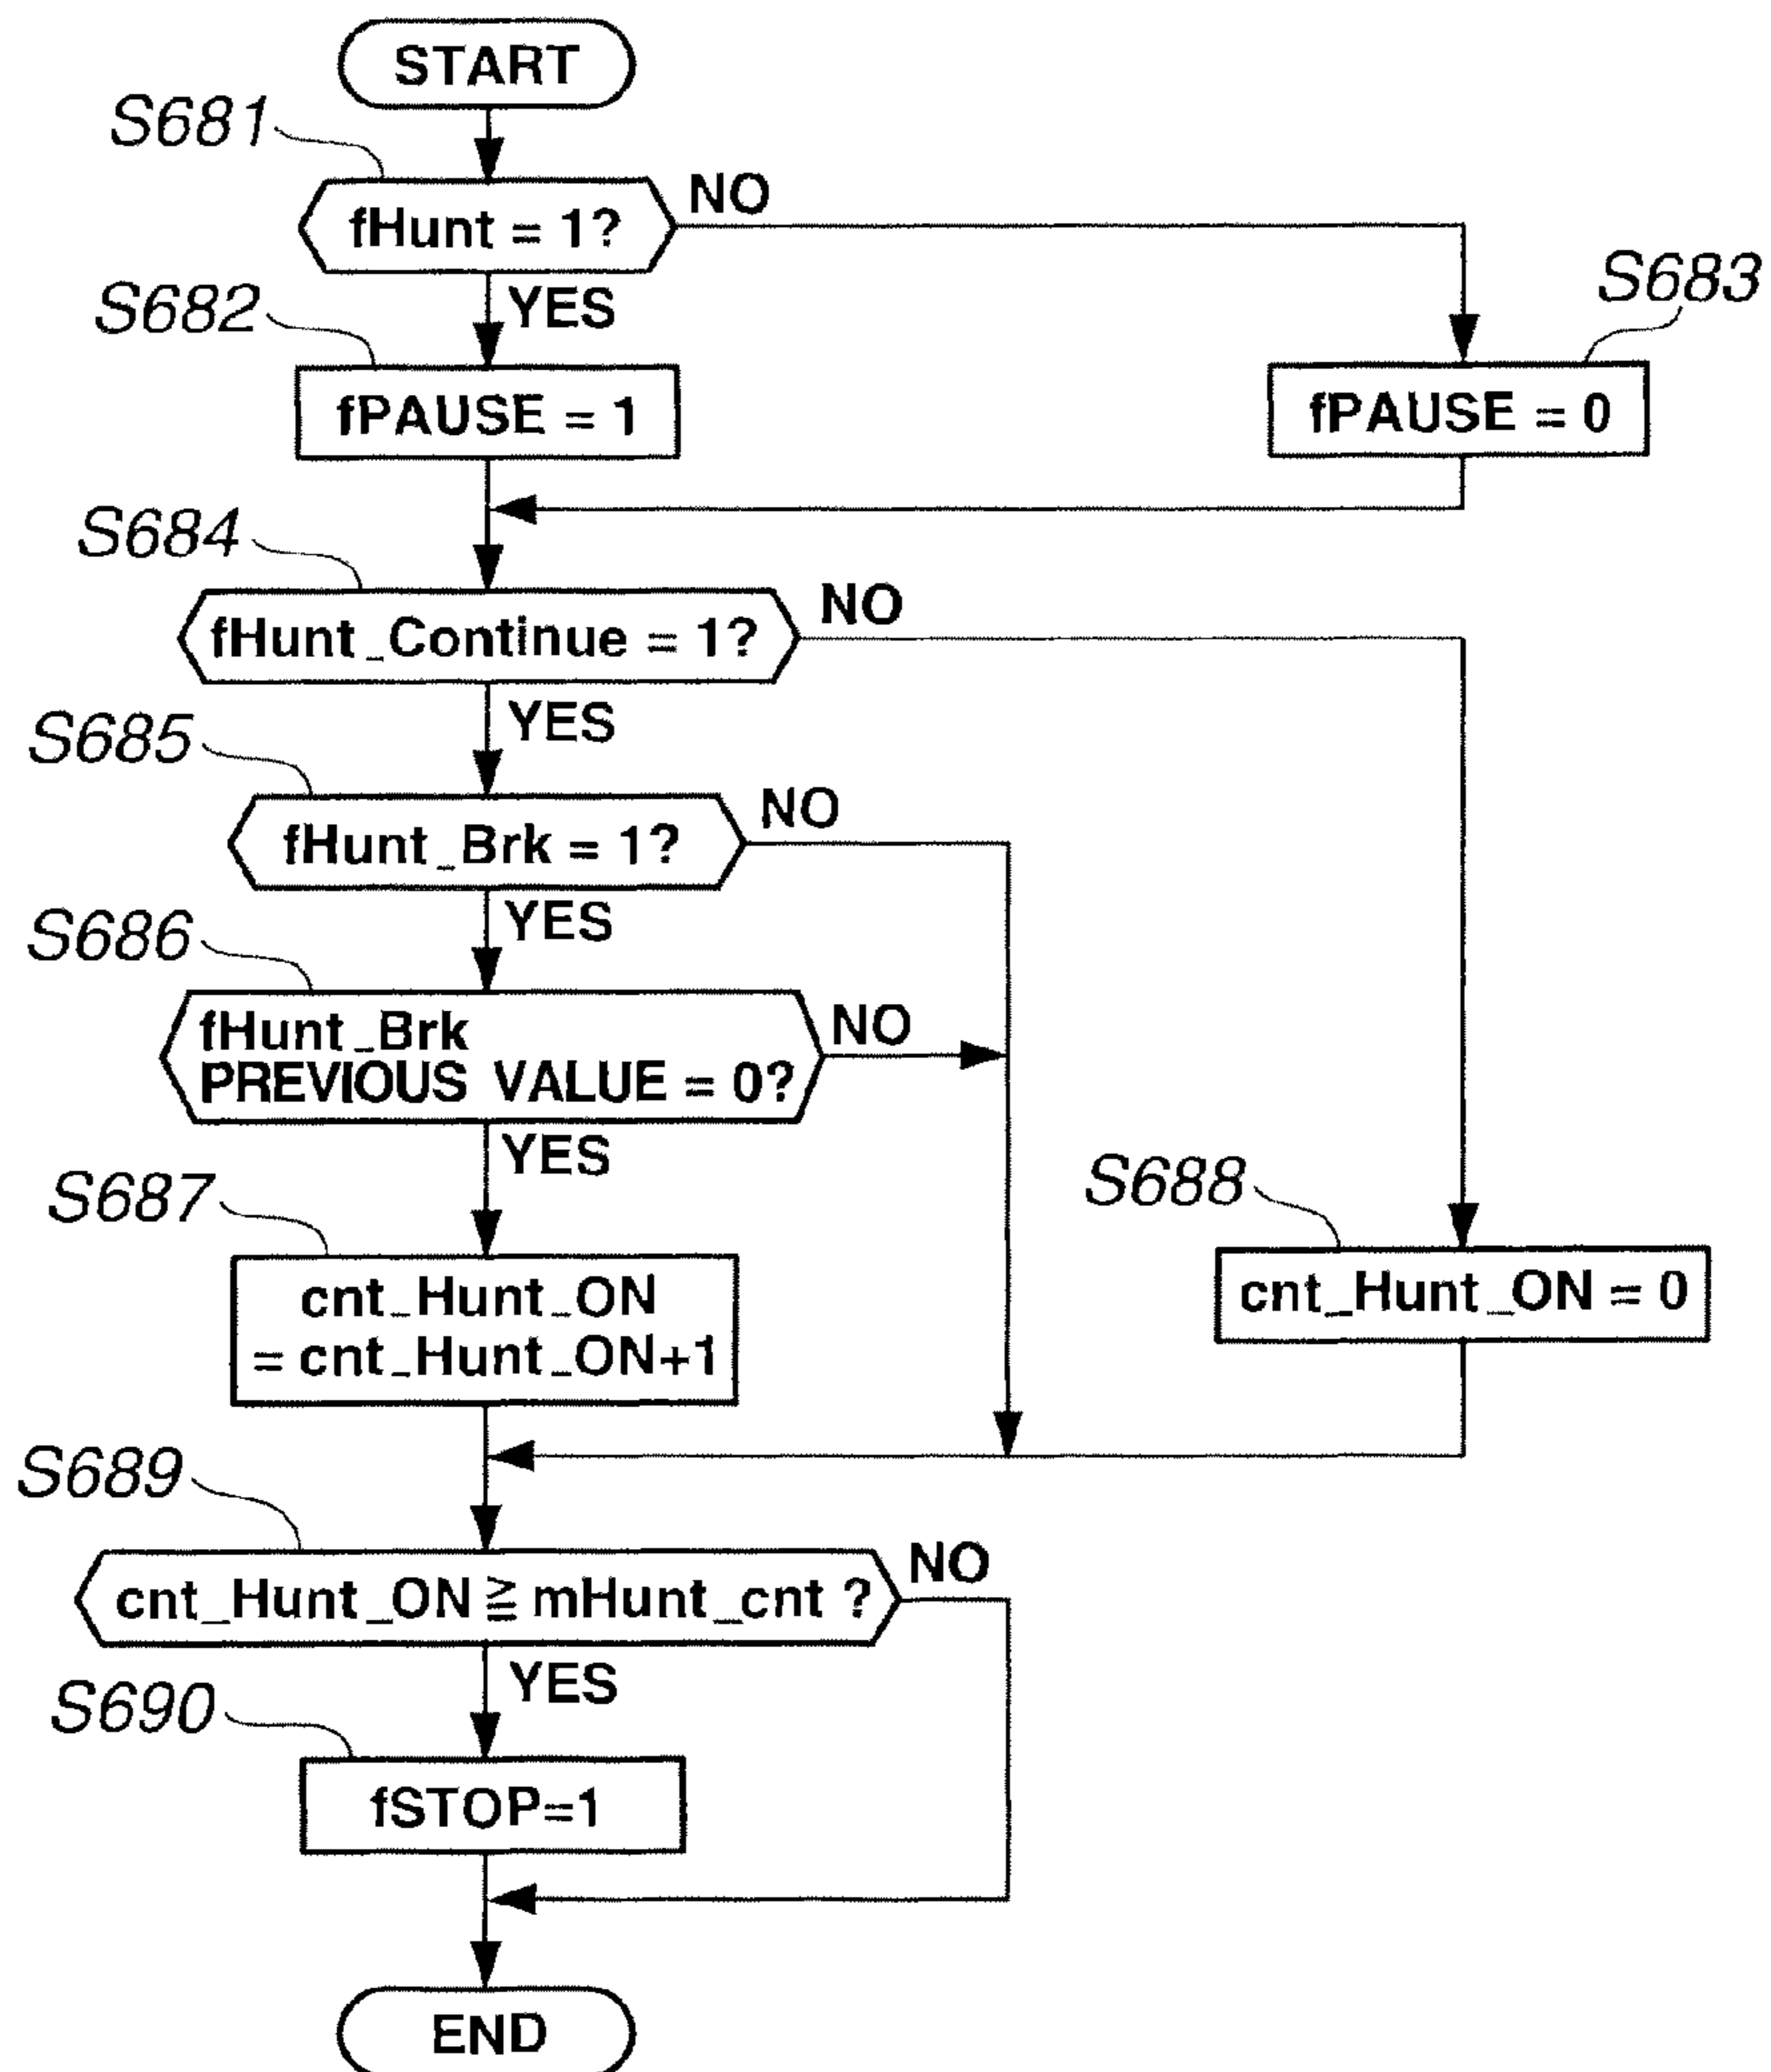 START
S681
fHunt = 1?
NO
S682
YES
S683
fPAUSE = 1
fPAUSE = 0
S684
fHunt_Continue = 1?
NO
S685
YES
fHunt_Brk = 1?
NO
S686
YES
fHunt_Brk
PREVIOUS VALUE = 0?
NO
YES
S687
S688
cnt_Hunt_ON
= cnt_Hunt_ON+1
cnt_Hunt_ON = 0
S689
cnt_Hunt_ON ≧ mHunt_cnt ?
NO
YES
S690
fSTOP=1
END